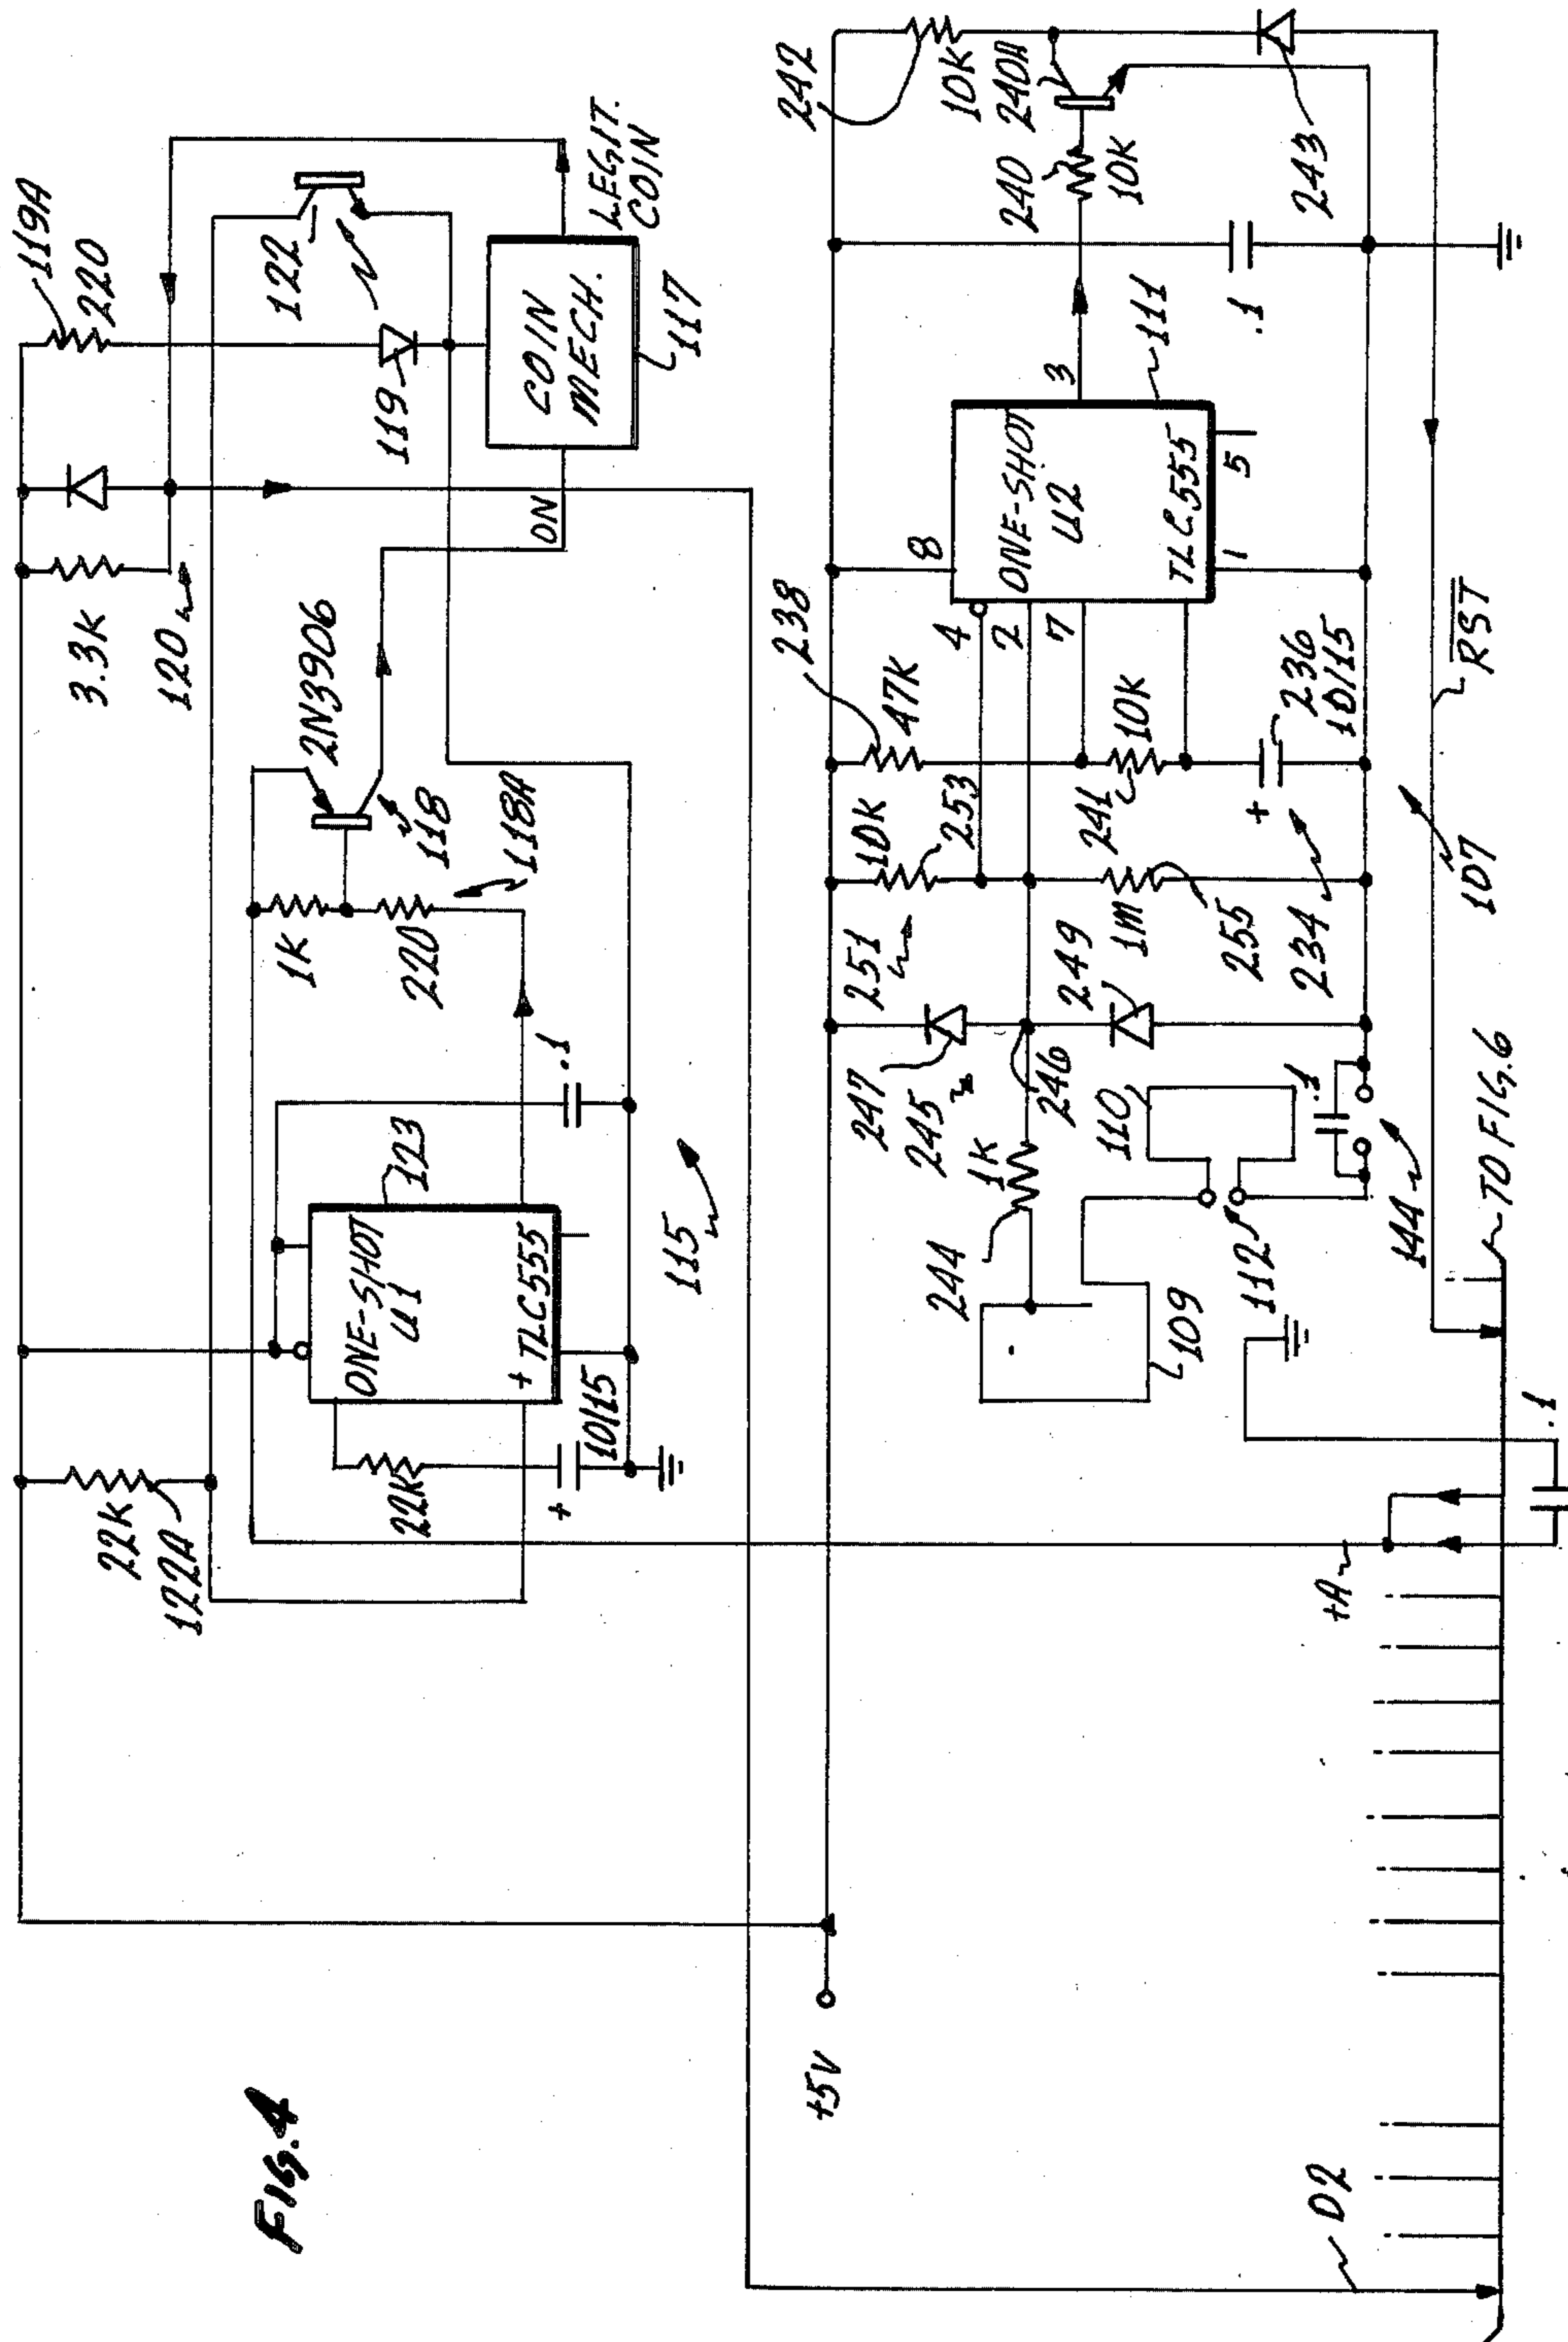 FIG.4
119A
220
3.3K
120
122
119
LEGIT.
COIN
COIN
MECH.
117
ON
2N3906
118
118A
1K
220
.1
123
ONE-SHOT
U1
+ TLC555
115
22K
122A
22K
+
10/15
+5V
242
10K
240A
240
10K
243
.1
3
111
8
ONE-SHOT
U2
TLC555
5
1
4
2
7
238
47K
10K
241
236
10/15
+
10K
253
251
1M
255
234
249
247
245
246
1K
244
110
.1
109
112
144
107
RST
TO FIG.6
+A
.1
D2